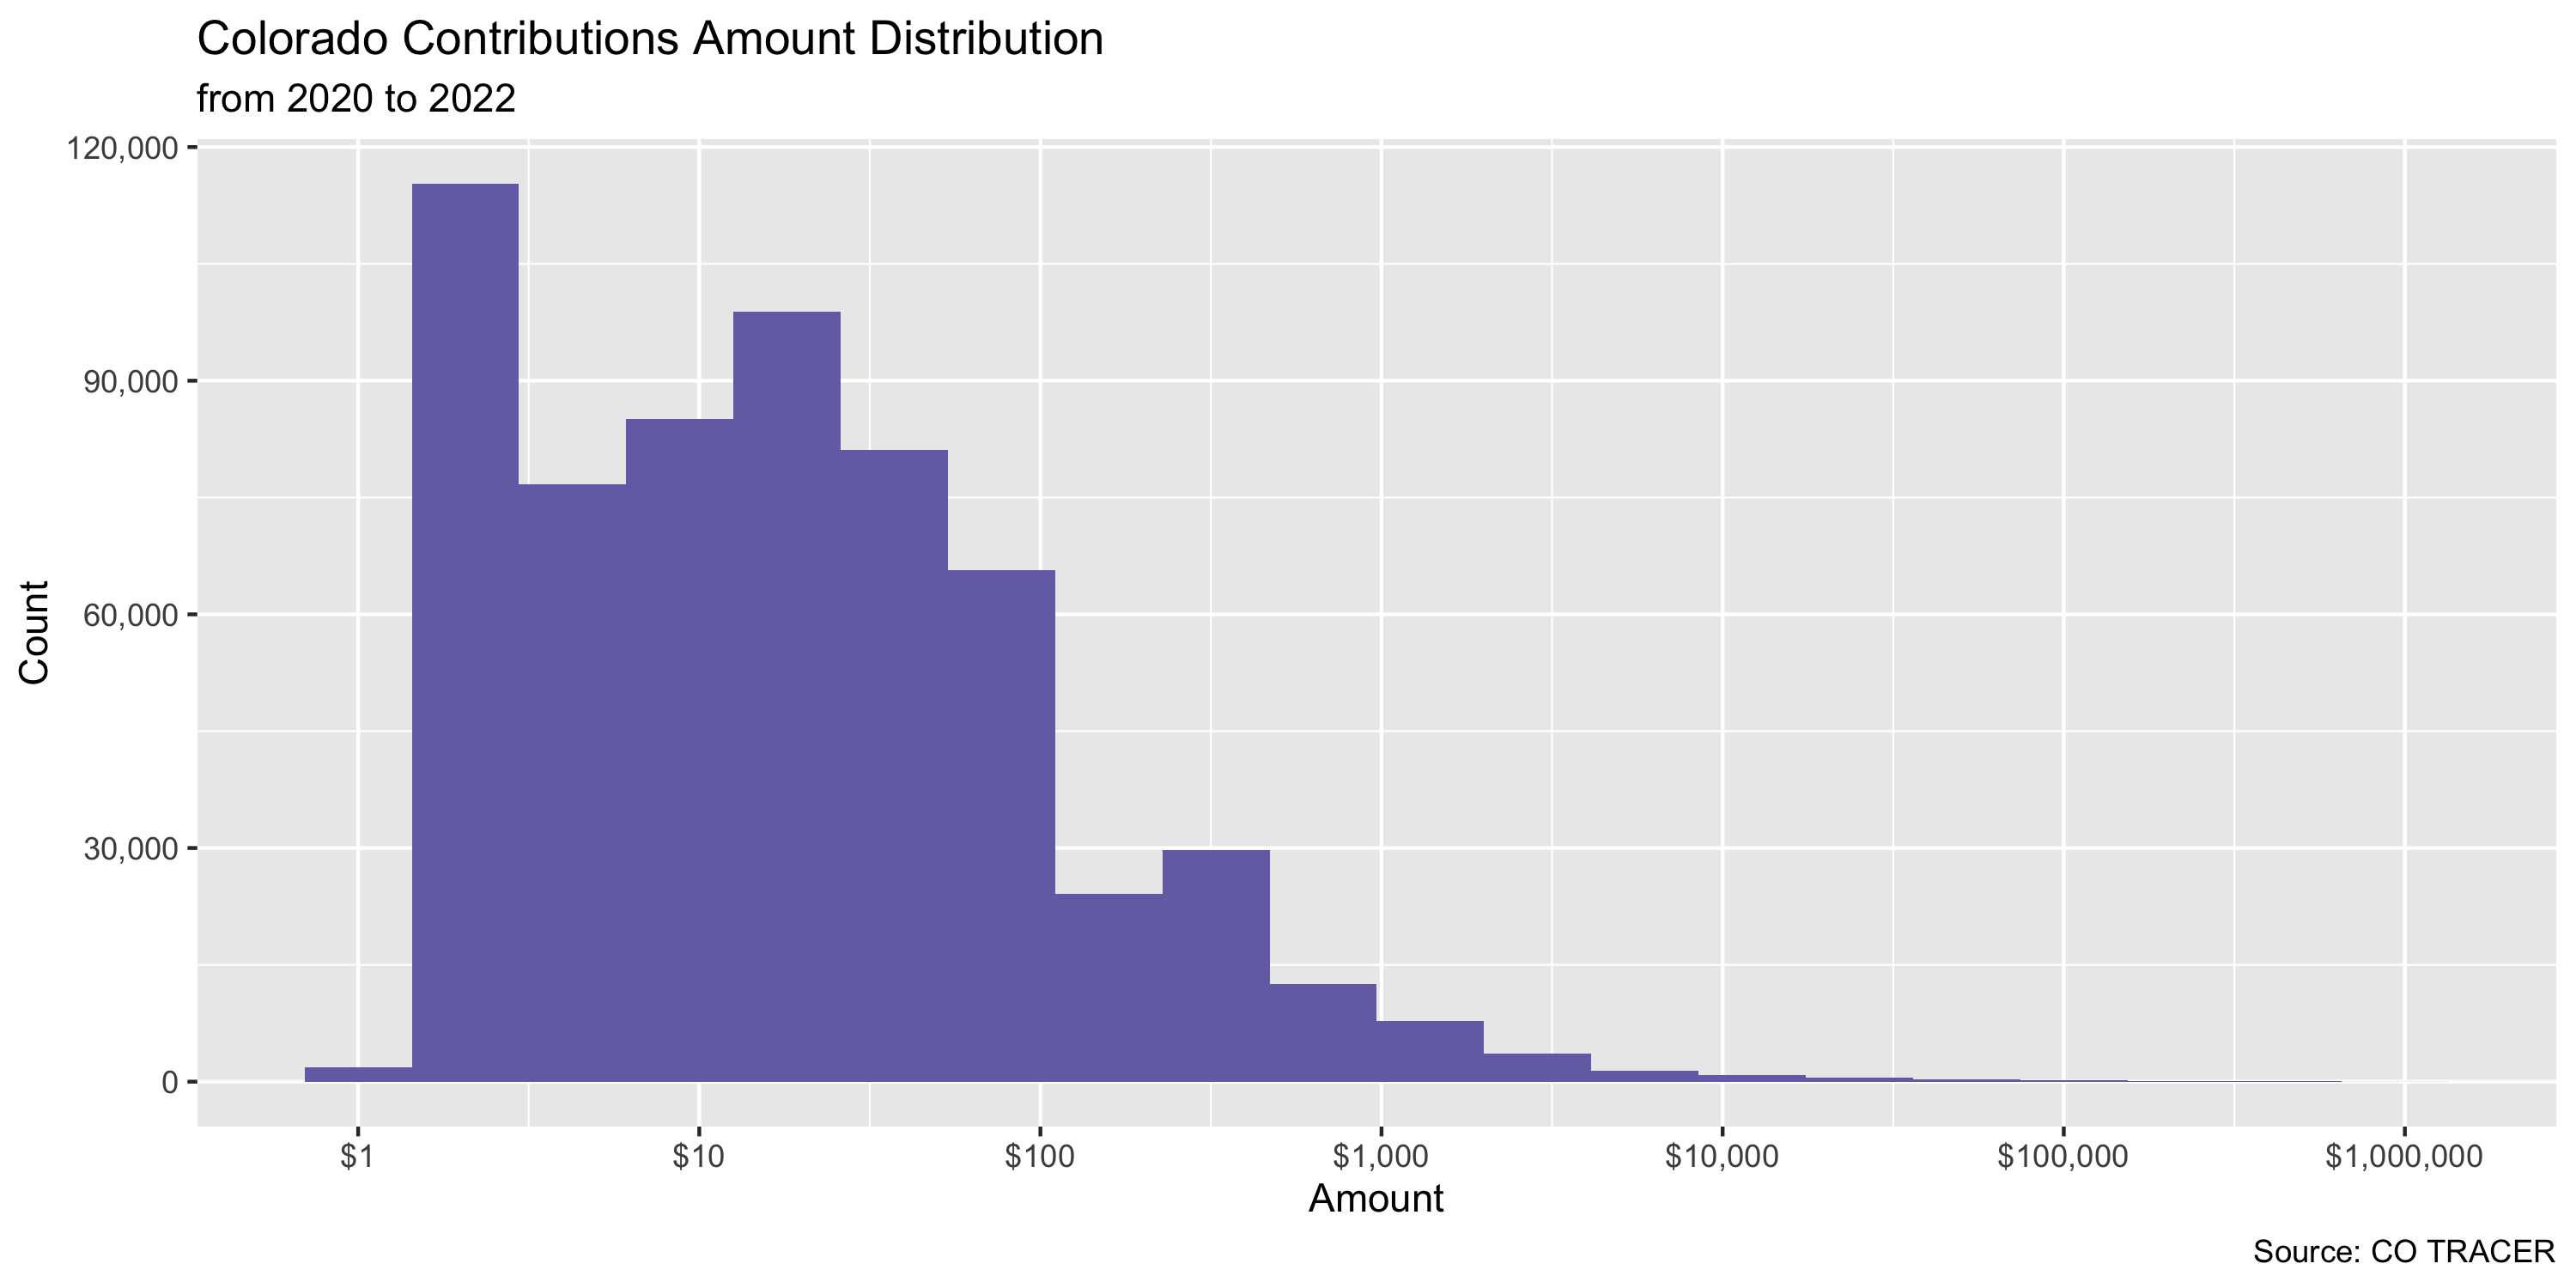 Colorado Contributions Amount Distribution
from 2020 to 2022
120,000
90,000
60,000
30,000
0
Count
$1 $10 $100 $1,000 $10,000 $100,000 $1,000,000
Amount
Source: CO TRACER